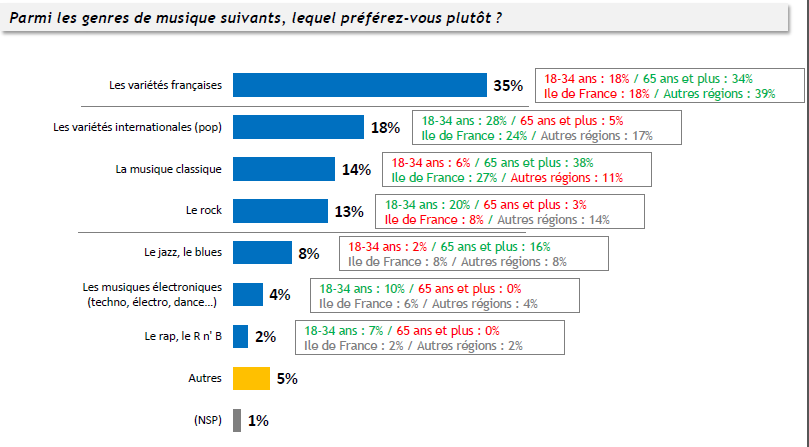 Parmi les genres de musique suivants, lequel préférez-vous plutôt ?
Les variétés françaises
35%
18-34 ans : 18% / 65 ans et plus : 34%
Ile de France : 18% / Autres régions : 39%
Les variétés internationales (pop)
18%
18-34 ans : 28% / 65 ans et plus : 5%
Ile de France : 24% / Autres régions : 17%
La musique classique
14%
18-34 ans : 6% / 65 ans et plus : 38%
Ile de France : 27% / Autres régions : 11%
Le rock
13%
18-34 ans : 20% / 65 ans et plus : 3%
Ile de France : 8% / Autres régions : 14%
Le jazz, le blues
8%
18-34 ans : 2% / 65 ans et plus : 16%
Ile de France : 8% / Autres régions : 8%
Les musiques électroniques
(techno, électro, dance...)
4%
18-34 ans : 10% / 65 ans et plus : 0%
Ile de France : 6% / Autres régions : 4%
Le rap, le R n' B
2%
18-34 ans : 7% / 65 ans et plus : 0%
Ile de France : 2% / Autres régions : 2%
Autres
5%
(NSP)
1%